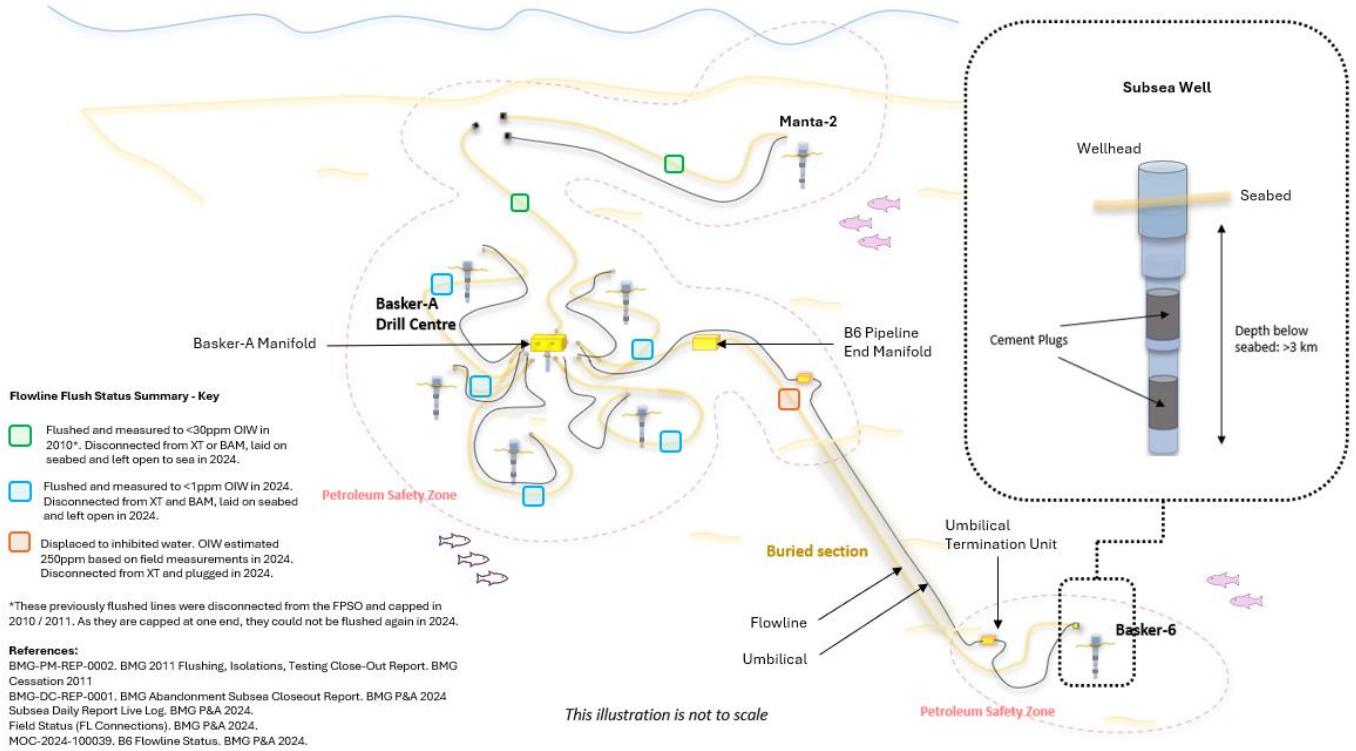 Subsea Well
Manta-2
Wellhead
Seabed
Basker-A
Drill Centre
Basker-A Manifold
B6 Pipeline
End Manifold
Cement Plugs
Depth below
seabed: >3 km
Flowline Flush Status Summary - Key
Flushed and measured to <30ppm OIW in
2010*. Disconnected from XT or BAM, laid on
seabed and left open to sea in 2024.
Flushed and measured to <1ppm OIW in 2024.
Disconnected from XT and BAM, laid on seabed
and left open in 2024.
Displaced to inhibited water. OIW estimated
250ppm based on field measurements in 2024.
Disconnected from XT and plugged in 2024.
*These previously flushed lines were disconnected from the FPSO and capped in
2010 / 2011. As they are capped at one end, they could not be flushed again in 2024.
References:
BMG-PM-REP-0002. BMG 2011 Flushing, Isolations, Testing Close-Out Report. BMG
Cessation 2011
BMG-DC-REP-0001. BMG Abandonment Subsea Closeout Report. BMG P&A 2024
Subsea Daily Report Live Log. BMG P&A 2024.
Field Status (FL Connections). BMG P&A 2024.
MOC-2024-100039. B6 Flowline Status. BMG P&A 2024.
Petroleum Safety Zone
Buried section
Umbilical
Termination Unit
Flowline
Umbilical
Basker-6
Petroleum Safety Zone
This illustration is not to scale